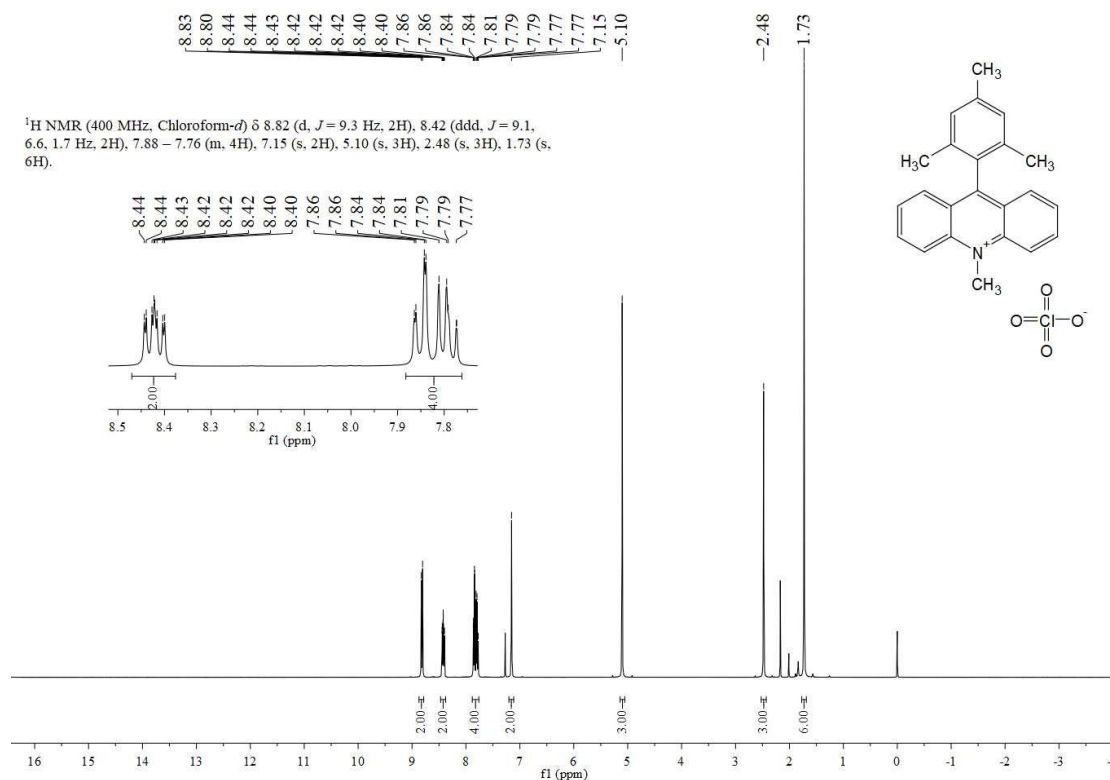 8.83 8.80 8.44 8.44 8.43 8.42 8.42 8.42 8.40 8.40 7.86 7.86 7.84 7.84 7.81 7.79 7.79 7.77 7.77 7.15 5.10 2.48 1.73
¹H NMR (400 MHz, Chloroform-d) δ 8.82 (d, J = 9.3 Hz, 2H), 8.42 (ddd, J = 9.1,
6.6, 1.7 Hz, 2H), 7.88 – 7.76 (m, 4H), 7.15 (s, 2H), 5.10 (s, 3H), 2.48 (s, 3H), 1.73 (s,
6H).
8.44 8.44 8.43 8.42 8.42 8.42 8.40 8.40 7.86 7.86 7.84 7.84 7.81 7.79 7.79 7.77
2.00 4.00
8.5 8.4 8.3 8.2 8.1 8.0 7.9 7.8
f1 (ppm)
CH₃
H₃C CH₃
N⁺
CH₃
O
O Cl O⁻
O
2.00 2.00 4.00 2.00 3.00 3.00 6.00
16 15 14 13 12 11 10 9 8 7 6 5 4 3 2 1 0 -1 -2 -3
f1 (ppm)